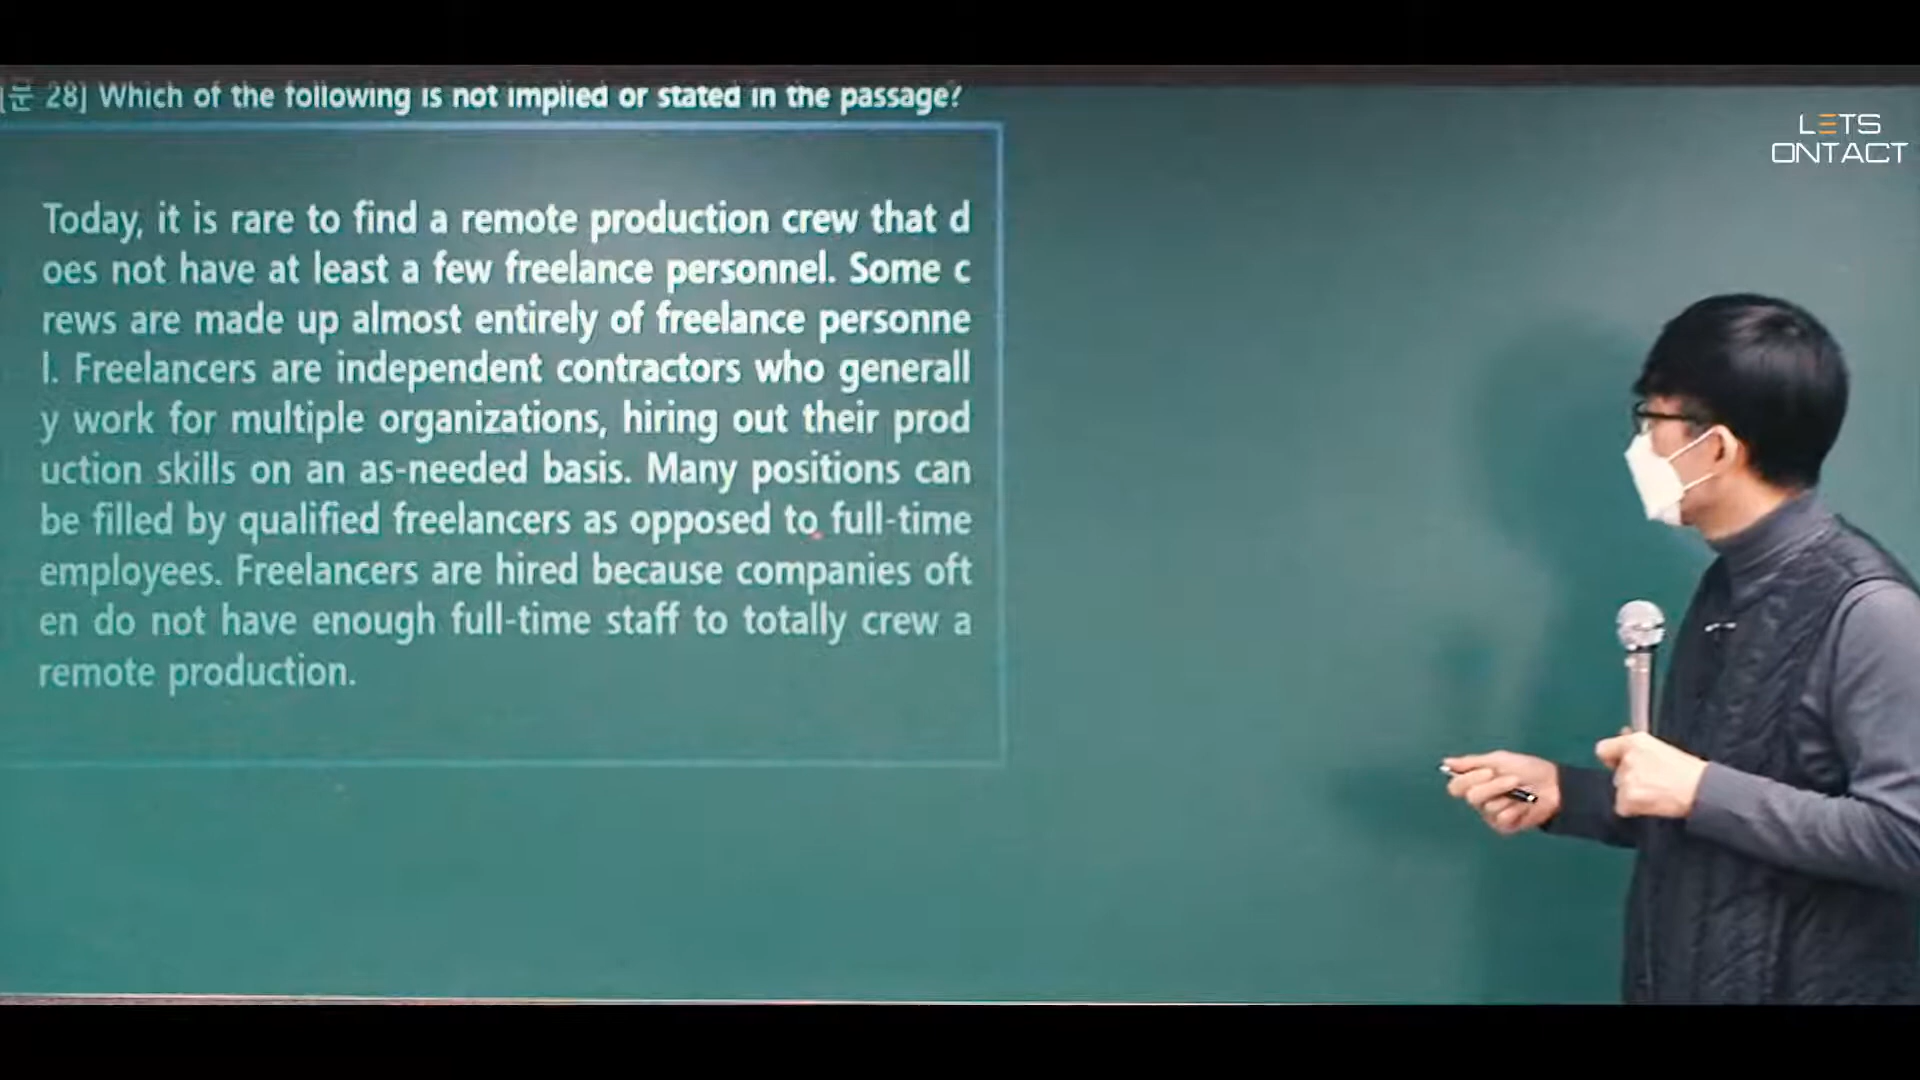 [문 28] Which of the following is not implied or stated in the passage?
LETS
ONTACT
Today, it is rare to find a remote production crew that d
oes not have at least a few freelance personnel. Some c
rews are made up almost entirely of freelance personne
l. Freelancers are independent contractors who generall
y work for multiple organizations, hiring out their prod
uction skills on an as-needed basis. Many positions can
be filled by qualified freelancers as opposed to full-time
employees. Freelancers are hired because companies oft
en do not have enough full-time staff to totally crew a
remote production.